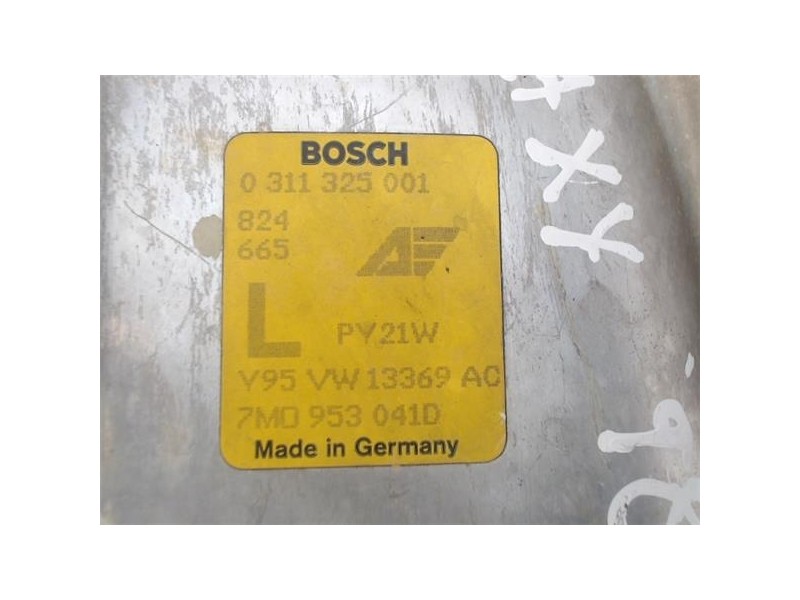 BOSCH
0 311 325 001
824
665
L
PY21W
Y95 VW 13369 AC
7M0 953 041D
Made in Germany